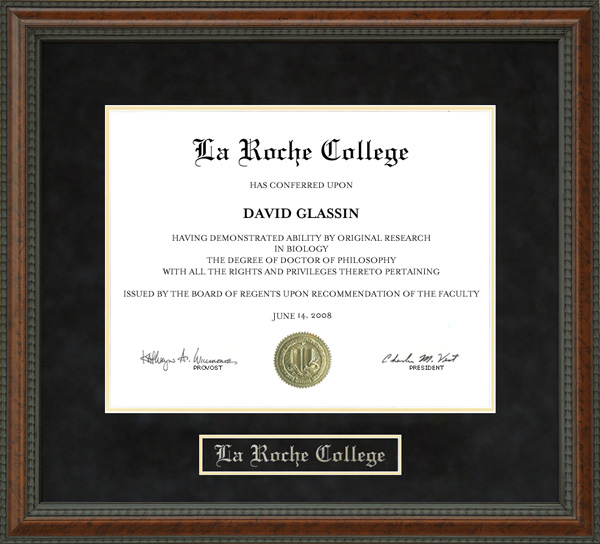 La Roche College
HAS CONFERRED UPON
DAVID GLASSIN
HAVING DEMONSTRATED ABILITY BY ORIGINAL RESEARCH
IN BIOLOGY
THE DEGREE OF DOCTOR OF PHILOSOPHY
WITH ALL THE RIGHTS AND PRIVILEGES THERETO PERTAINING
ISSUED BY THE BOARD OF REGENTS UPON RECOMMENDATION OF THE FACULTY
JUNE 14, 2008
PROVOST
Charles M. Vest
PRESIDENT
La Roche College